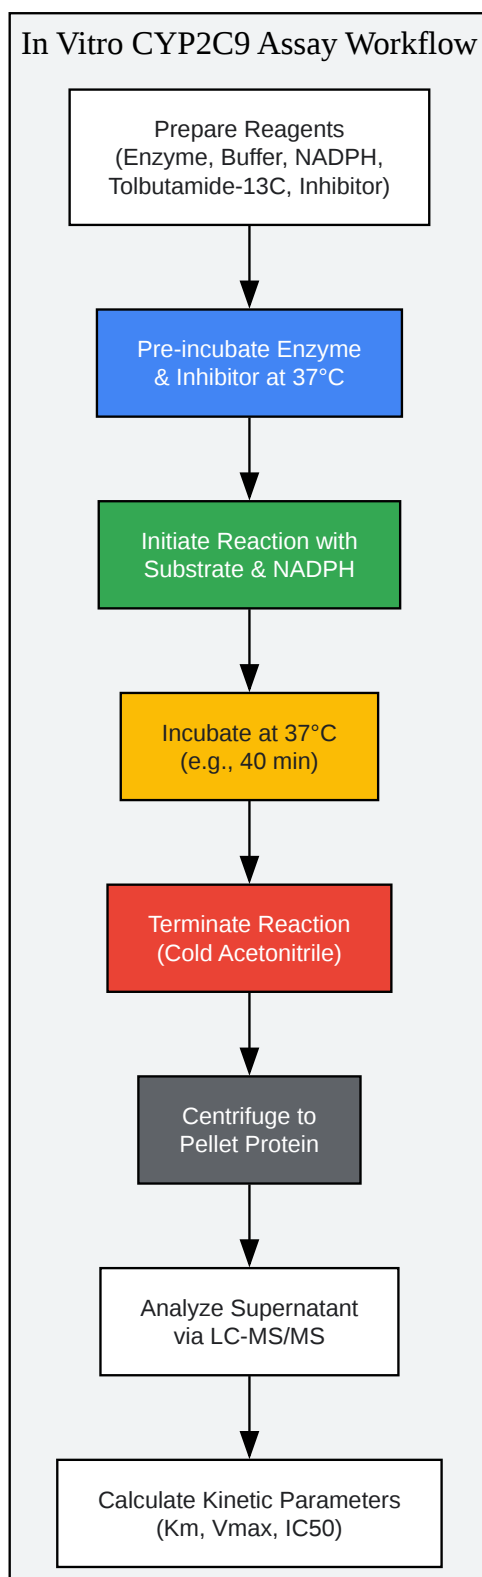 In Vitro CYP2C9 Assay Workflow
Prepare Reagents
(Enzyme, Buffer, NADPH,
Tolbutamide-13C, Inhibitor)
Pre-incubate Enzyme
& Inhibitor at 37°C
Initiate Reaction with
Substrate & NADPH
Incubate at 37°C
(e.g., 40 min)
Terminate Reaction
(Cold Acetonitrile)
Centrifuge to
Pellet Protein
Analyze Supernatant
via LC-MS/MS
Calculate Kinetic Parameters
(Km, Vmax, IC50)